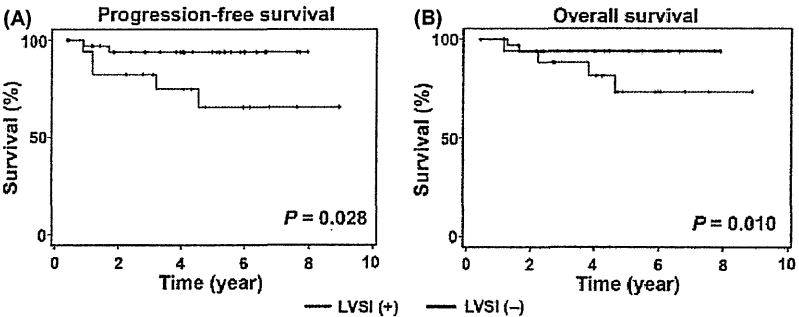 (A) Progression-free survival
100
50
0
Survival (%)
P = 0.028
0 2 4 6 8 10
Time (year)
(B) Overall survival
100
50
0
Survival (%)
P = 0.010
0 2 4 6 8 10
Time (year)
LVSI (+) LVSI (–)